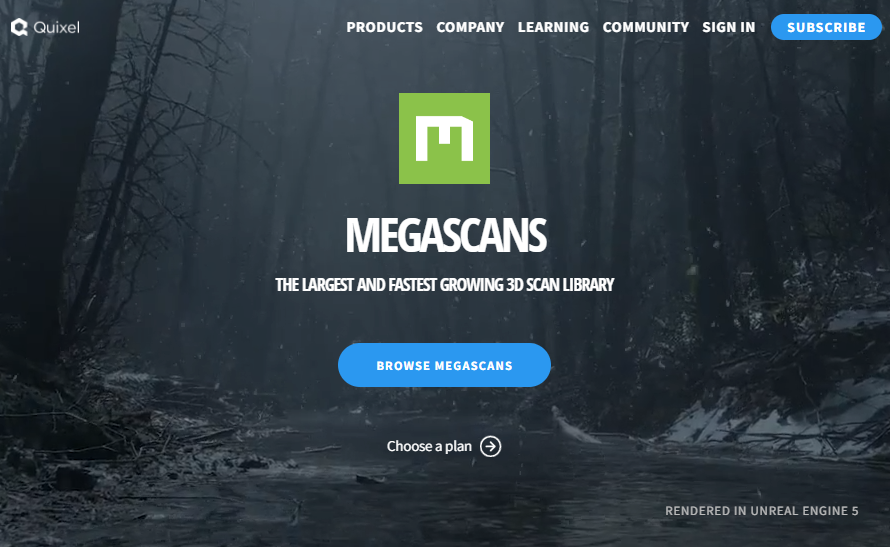 Quixel
PRODUCTS COMPANY LEARNING COMMUNITY SIGN IN SUBSCRIBE
m
MEGASCANS
THE LARGEST AND FASTEST GROWING 3D SCAN LIBRARY
BROWSE MEGASCANS
Choose a plan
RENDERED IN UNREAL ENGINE 5